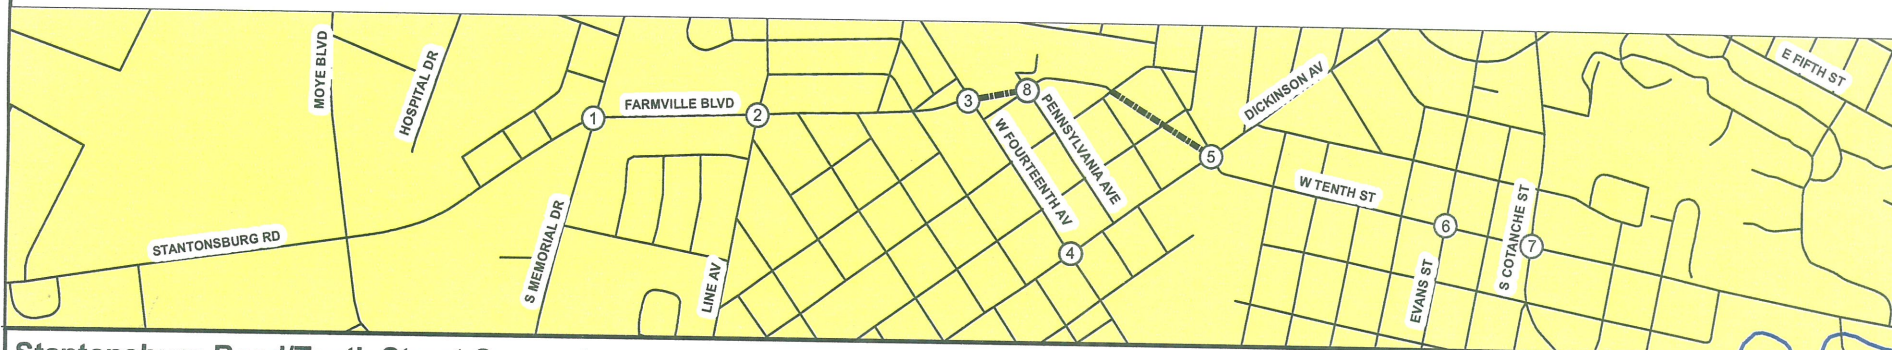 MOYE BLVD
HOSPITAL DR
STANTONSBURG RD
S MEMORIAL DR
1
FARMVILLE BLVD
2
LINE AV
3
8
W FOURTEENTH AV
PENNSYLVANIA AVE
4
5
DICKINSON AV
W TENTH ST
6
EVANS ST
S COTANCHE ST
7
E FIFTH ST